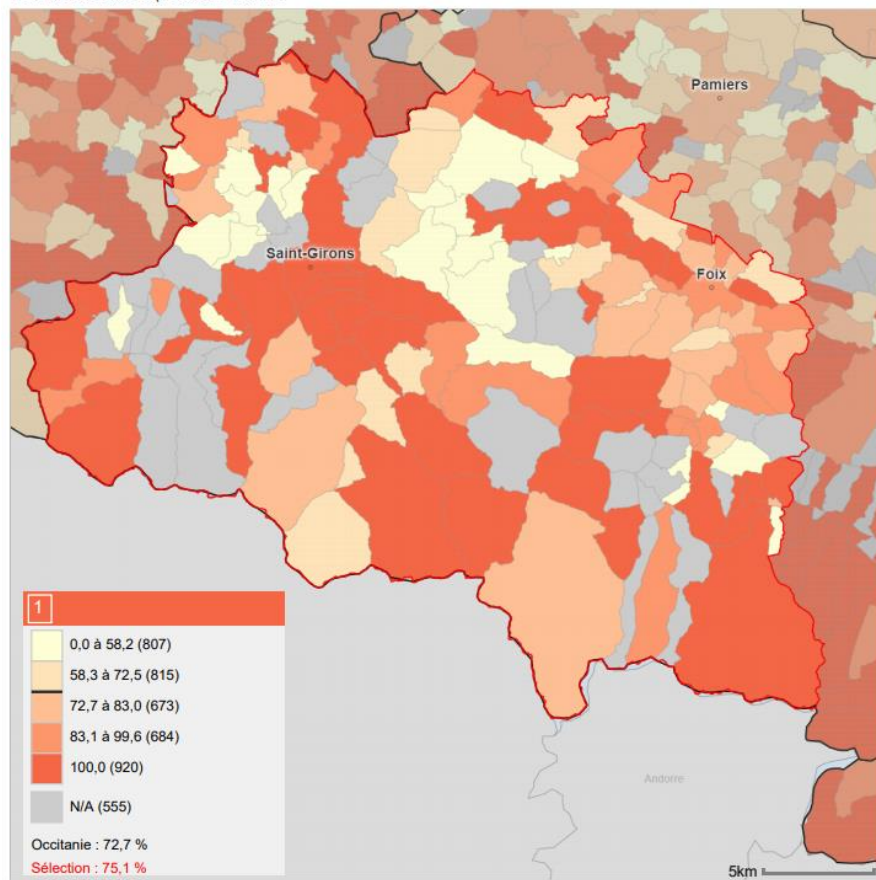 Pamiers
Saint-Girons
Foix
1
0,0 à 58,2 (807)
58,3 à 72,5 (815)
72,7 à 83,0 (673)
83,1 à 99,6 (684)
100,0 (920)
N/A (555)
Occitanie : 72,7 %
Sélection : 75,1 %
Andorre
5km